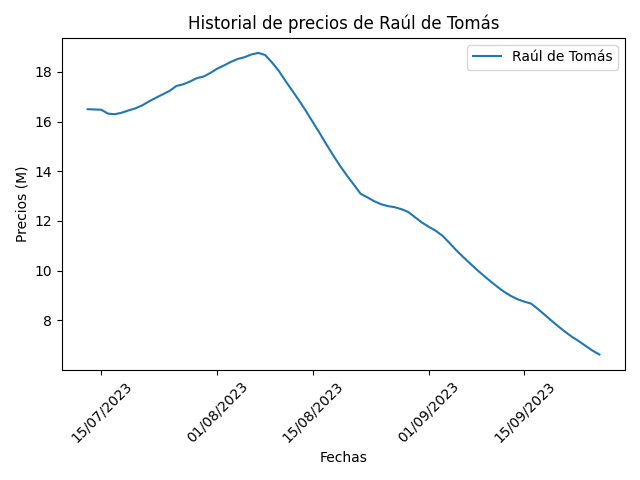 Historial de precios de Raúl de Tomás
Raúl de Tomás
Precios (M)
18
16
14
12
10
8
15/07/2023
01/08/2023
15/08/2023
01/09/2023
15/09/2023
Fechas